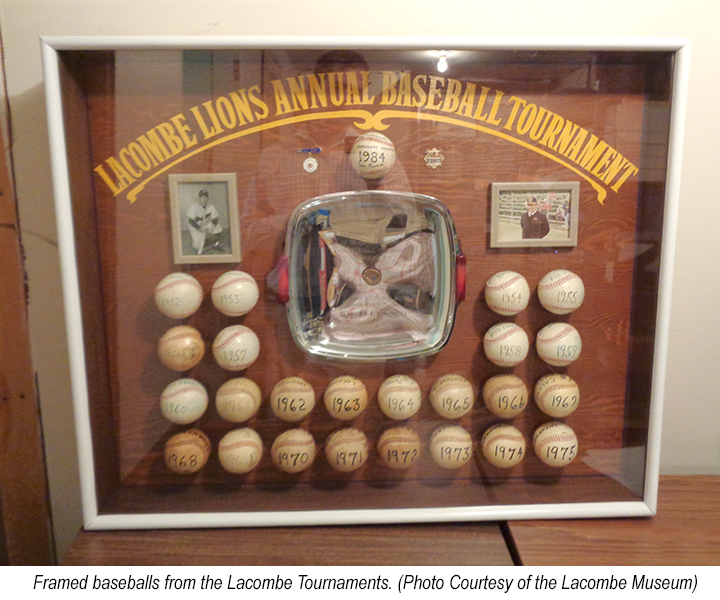 LACOMBE LIONS ANNUAL BASEBALL TOURNAMENT
1984
1952 1953 1954 1955
1957 1958 1959
1960 1962 1963 1964 1965 1966 1967
1968 1970 1971 1972 1973 1974 1975
Framed baseballs from the Lacombe Tournaments. (Photo Courtesy of the Lacombe Museum)